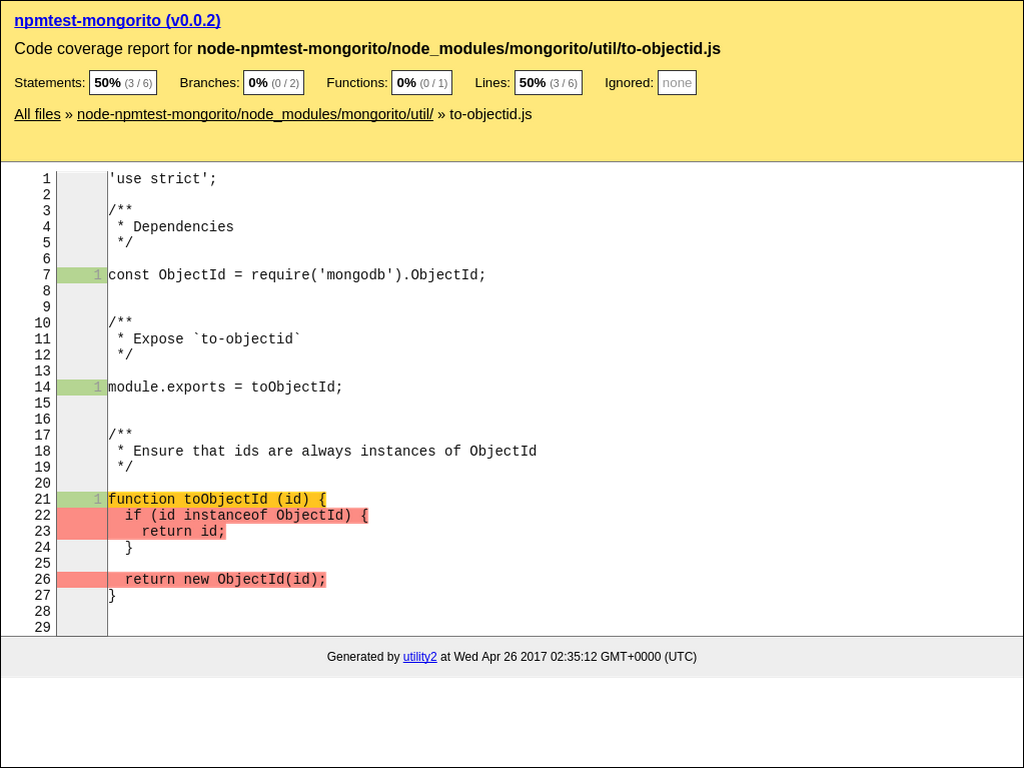 npmtest-mongorito (v0.0.2)
Code coverage report for node-npmtest-mongorito/node_modules/mongorito/util/to-objectid.js
Statements: 50% (3 / 6) Branches: 0% (0 / 2) Functions: 0% (0 / 1) Lines: 50% (3 / 6) Ignored: none
All files » node-npmtest-mongorito/node_modules/mongorito/util/ » to-objectid.js
1 'use strict';
2
3 /**
4  * Dependencies
5  */
6
7 1 const ObjectId = require('mongodb').ObjectId;
8
9
10 /**
11  * Expose `to-objectid`
12  */
13
14 1 module.exports = toObjectId;
15
16
17 /**
18  * Ensure that ids are always instances of ObjectId
19  */
20
21 1 function toObjectId (id) {
22   if (id instanceof ObjectId) {
23     return id;
24   }
25
26   return new ObjectId(id);
27 }
28
29
Generated by utility2 at Wed Apr 26 2017 02:35:12 GMT+0000 (UTC)